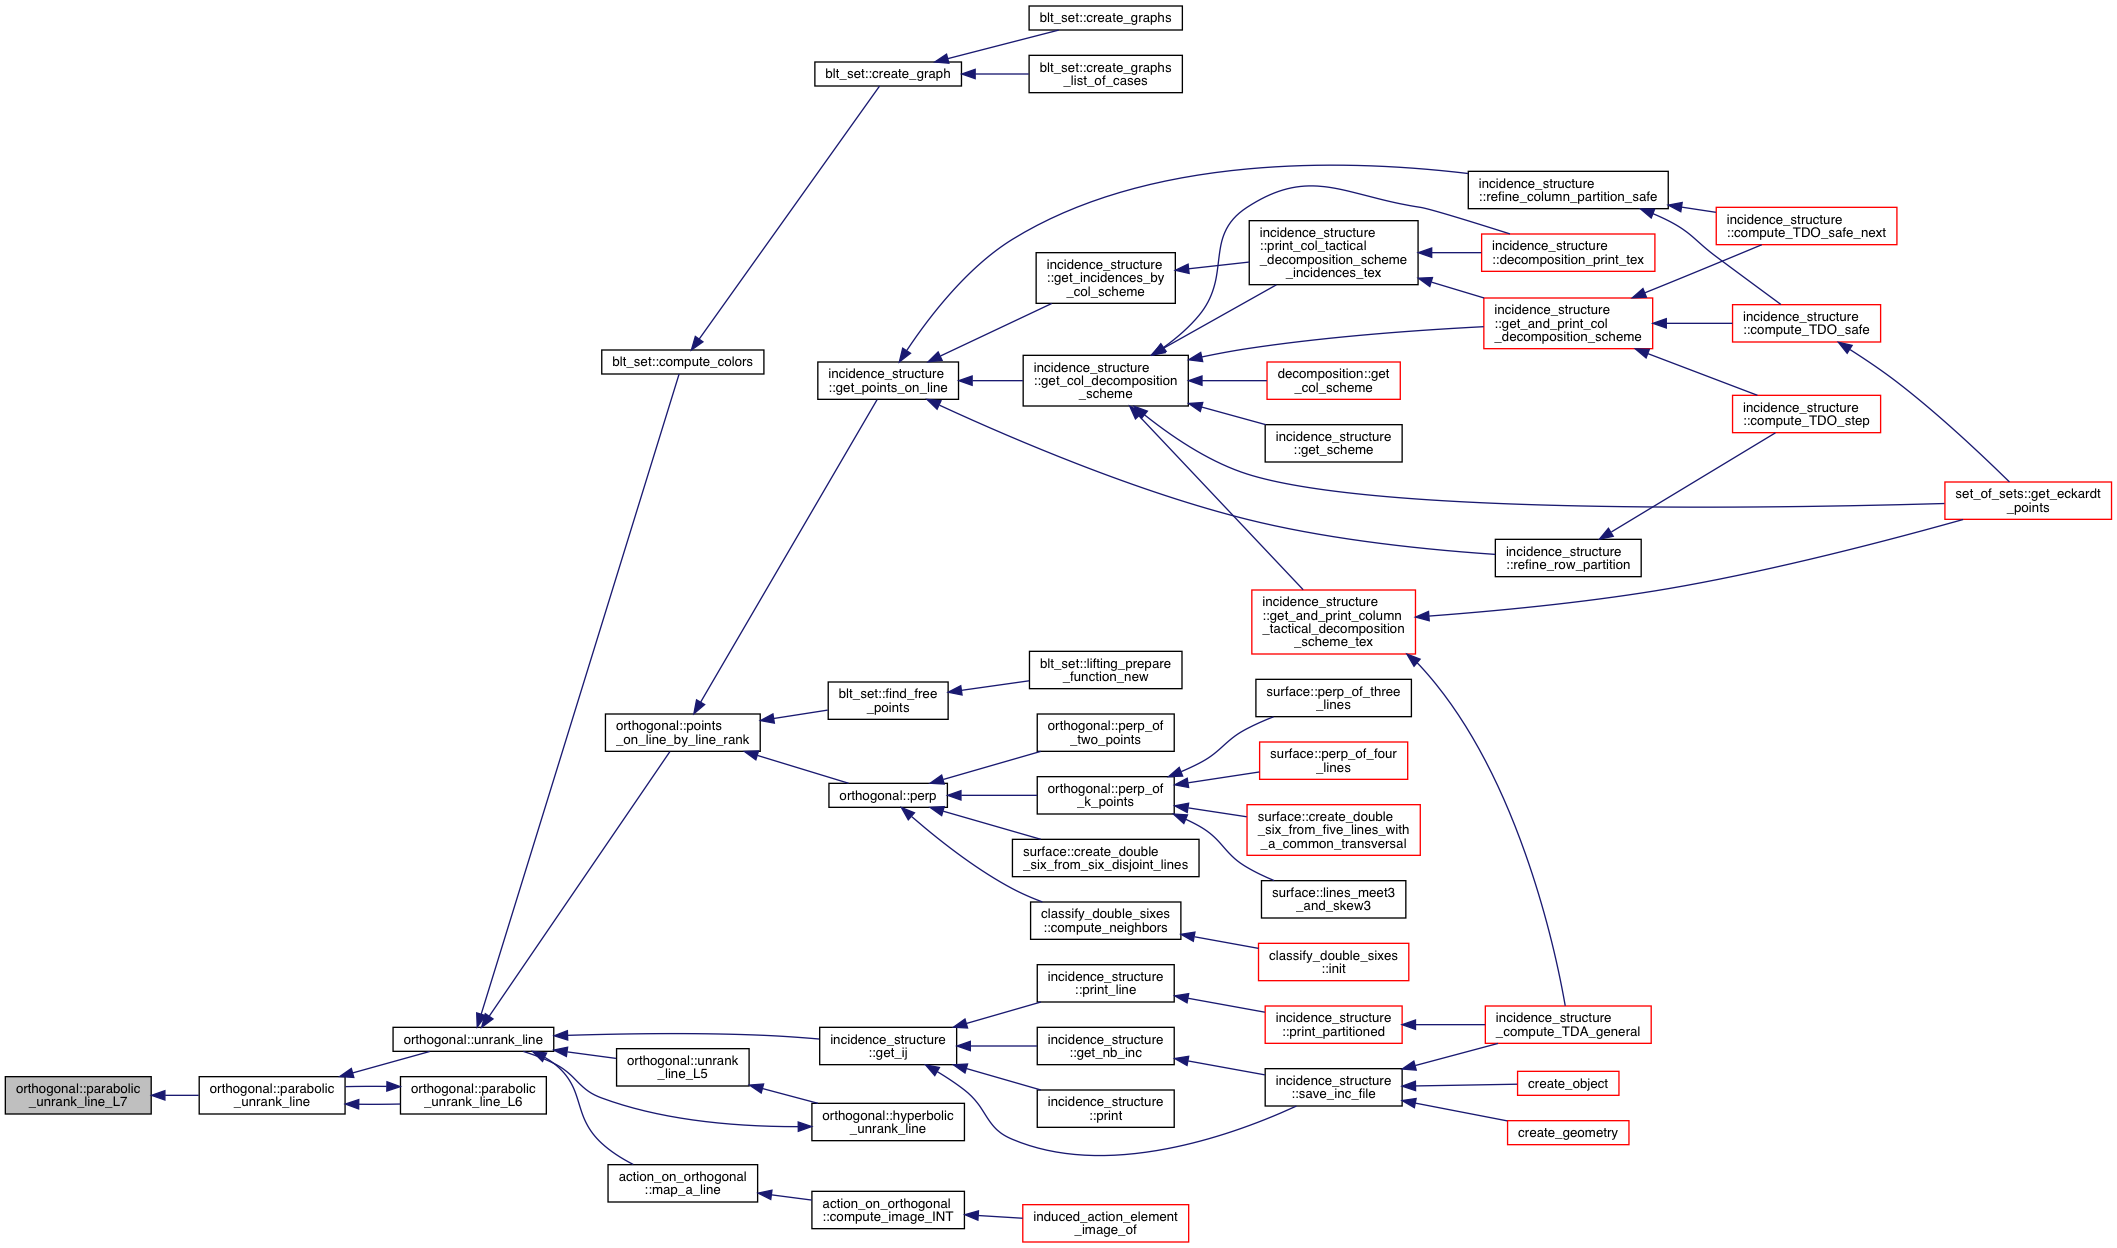 blt_set::create_graphs
blt_set::create_graph
blt_set::create_graphs
_list_of_cases
incidence_structure
::refine_column_partition_safe
incidence_structure
::compute_TDO_safe_next
incidence_structure
::print_col_tactical
_decomposition_scheme
_incidences_tex
incidence_structure
::decomposition_print_tex
incidence_structure
::get_incidences_by
_col_scheme
incidence_structure
::get_and_print_col
_decomposition_scheme
incidence_structure
::compute_TDO_safe
blt_set::compute_colors
incidence_structure
::get_points_on_line
incidence_structure
::get_col_decomposition
_scheme
decomposition::get
_col_scheme
incidence_structure
::compute_TDO_step
incidence_structure
::get_scheme
set_of_sets::get_eckardt
_points
incidence_structure
::refine_row_partition
incidence_structure
::get_and_print_column
_tactical_decomposition
_scheme_tex
blt_set::lifting_prepare
_function_new
blt_set::find_free
_points
surface::perp_of_three
_lines
orthogonal::points
_on_line_by_line_rank
orthogonal::perp_of
_two_points
surface::perp_of_four
_lines
orthogonal::perp
orthogonal::perp_of
_k_points
surface::create_double
_six_from_five_lines_with
_a_common_transversal
surface::create_double
_six_from_six_disjoint_lines
surface::lines_meet3
_and_skew3
classify_double_sixes
::compute_neighbors
classify_double_sixes
::init
incidence_structure
::print_line
incidence_structure
::print_partitioned
incidence_structure
_compute_TDA_general
orthogonal::unrank_line
incidence_structure
::get_ij
incidence_structure
::get_nb_inc
orthogonal::unrank
_line_L5
incidence_structure
::save_inc_file
create_object
orthogonal::parabolic
_unrank_line_L7
orthogonal::parabolic
_unrank_line
orthogonal::parabolic
_unrank_line_L6
incidence_structure
::print
orthogonal::hyperbolic
_unrank_line
create_geometry
action_on_orthogonal
::map_a_line
action_on_orthogonal
::compute_image_INT
induced_action_element
_image_of